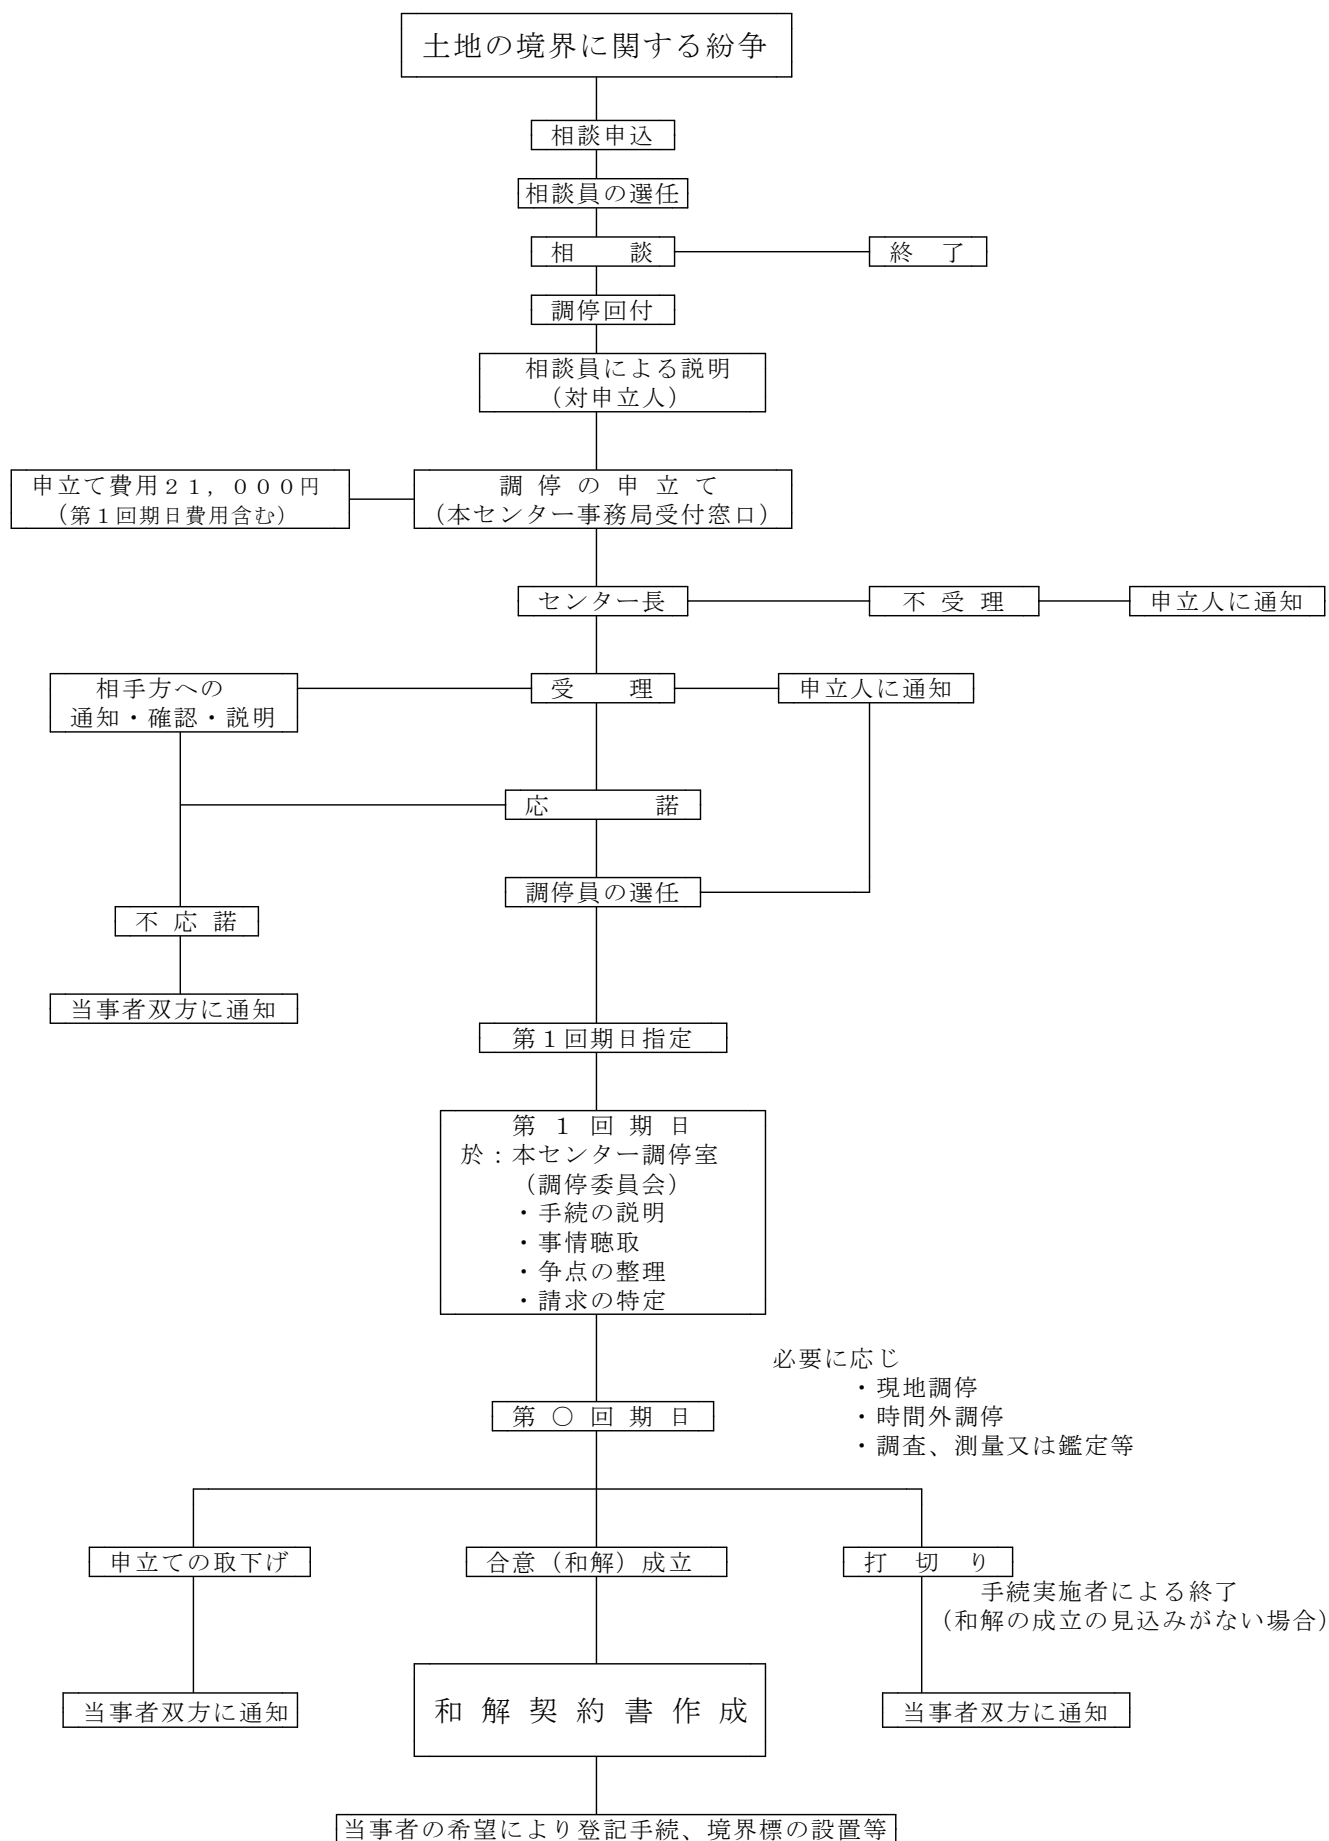 土地の境界に関する紛争
相談申込
相談員の選任
相　　談
終　了
調停回付
相談員による説明
（対申立人）
申立て費用２１，０００円
（第１回期日費用含む）
調 停 の 申 立 て
（本センター事務局受付窓口）
センター長
不 受 理
申立人に通知
相手方への
通知・確認・説明
受　　理
申立人に通知
応　　　　諾
調停員の選任
不 応 諾
当事者双方に通知
第１回期日指定
第 １ 回 期 日
於：本センター調停室
（調停委員会）
・手続の説明
・事情聴取
・争点の整理
・請求の特定
必要に応じ
・現地調停
・時間外調停
・調査、測量又は鑑定等
第 〇 回 期 日
申立ての取下げ
合意（和解）成立
打　切　り
手続実施者による終了
（和解の成立の見込みがない場合）
当事者双方に通知
和 解 契 約 書 作 成
当事者双方に通知
当事者の希望により登記手続、境界標の設置等